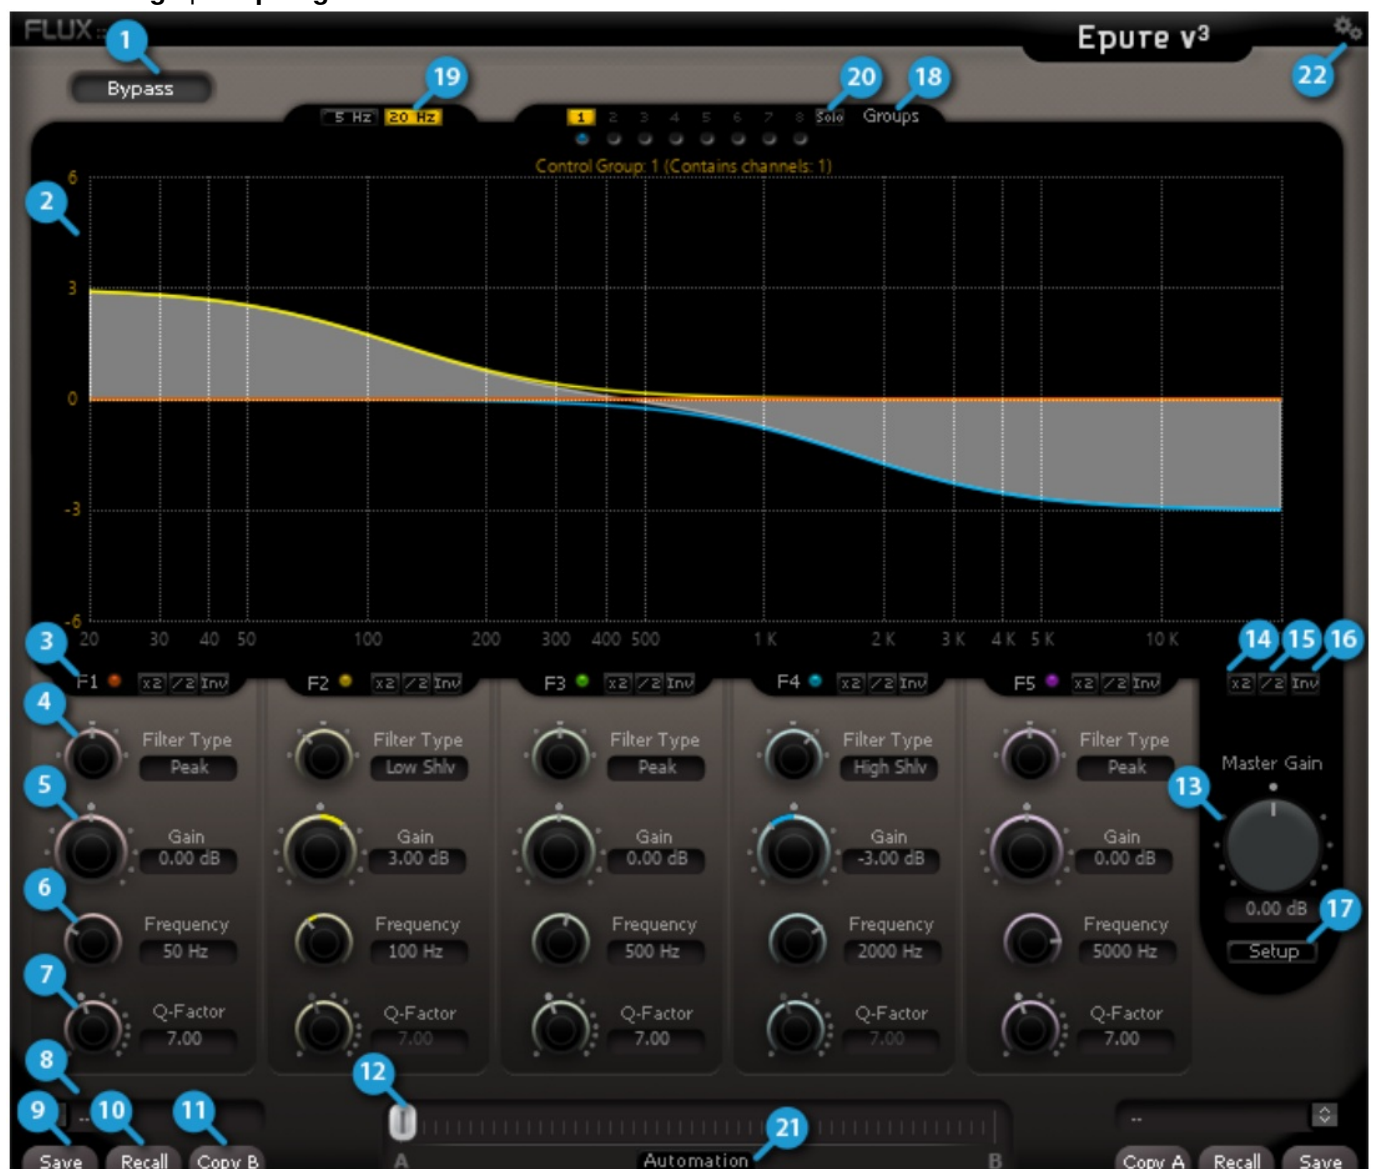 FLUX::
Epure v³
1
22
Bypass
19
20
18
5 Hz 20 Hz
1 2 3 4 5 6 7 8 Solo Groups
Control Group: 1 (Contains channels: 1)
6
2
3
0
-3
-6
20 30 40 50 100 200 300 400 500 1 K 2 K 3 K 4 K 5 K 10 K
3
14 15 16
F1 x2 /2 Inv
F2 x2 /2 Inv
F3 x2 /2 Inv
F4 x2 /2 Inv
F5 x2 /2 Inv
x2 /2 Inv
4
Filter Type Filter Type Filter Type Filter Type Filter Type
Peak Low Shlv Peak High Shlv Peak
Master Gain
5
13
Gain Gain Gain Gain Gain
0.00 dB 3.00 dB 0.00 dB -3.00 dB 0.00 dB
6
0.00 dB
17
Frequency Frequency Frequency Frequency Frequency
50 Hz 100 Hz 500 Hz 2000 Hz 5000 Hz
Setup
7
Q-Factor Q-Factor Q-Factor Q-Factor Q-Factor
7.00 7.00 7.00 7.00 7.00
8
12
9 10 11
--
--
21
Save Recall Copy B
A Automation B
Copy A Recall Save